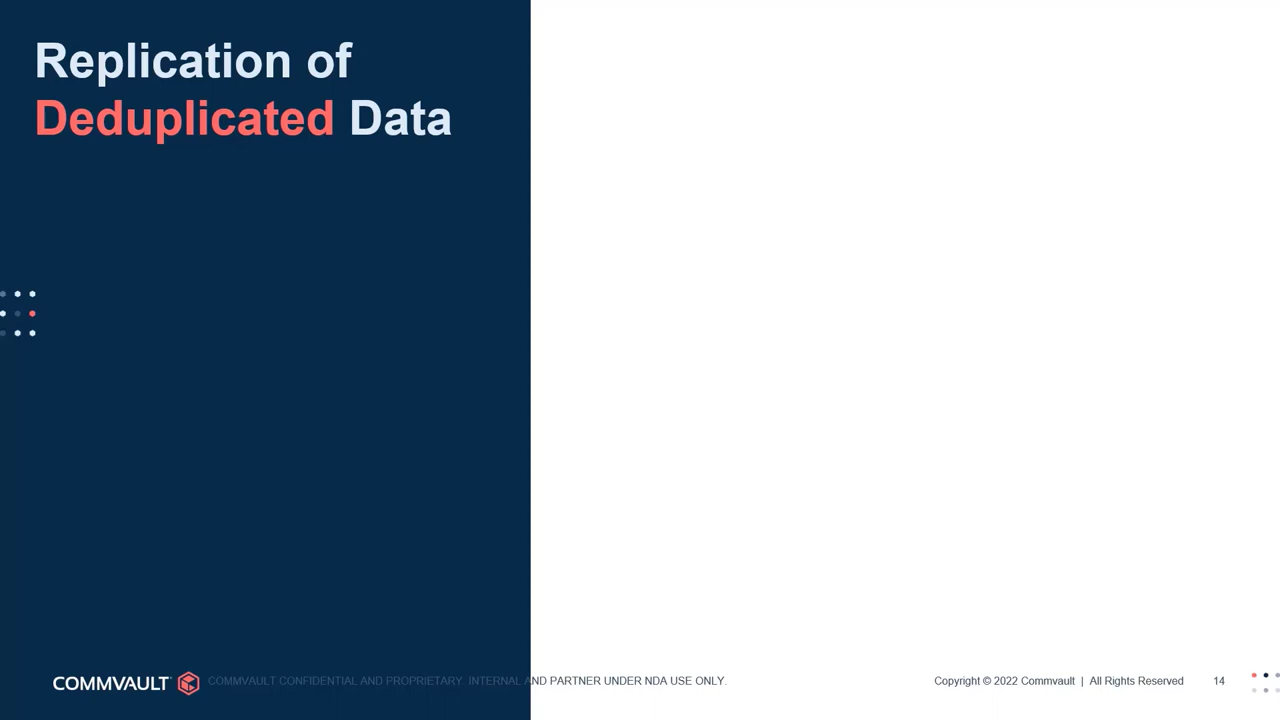 Replication of
Deduplicated Data
COMMVAULT COMMVAULT CONFIDENTIAL AND PROPRIETARY. INTERNAL AND PARTNER UNDER NDA USE ONLY. Copyright © 2022 Commvault | All Rights Reserved 14